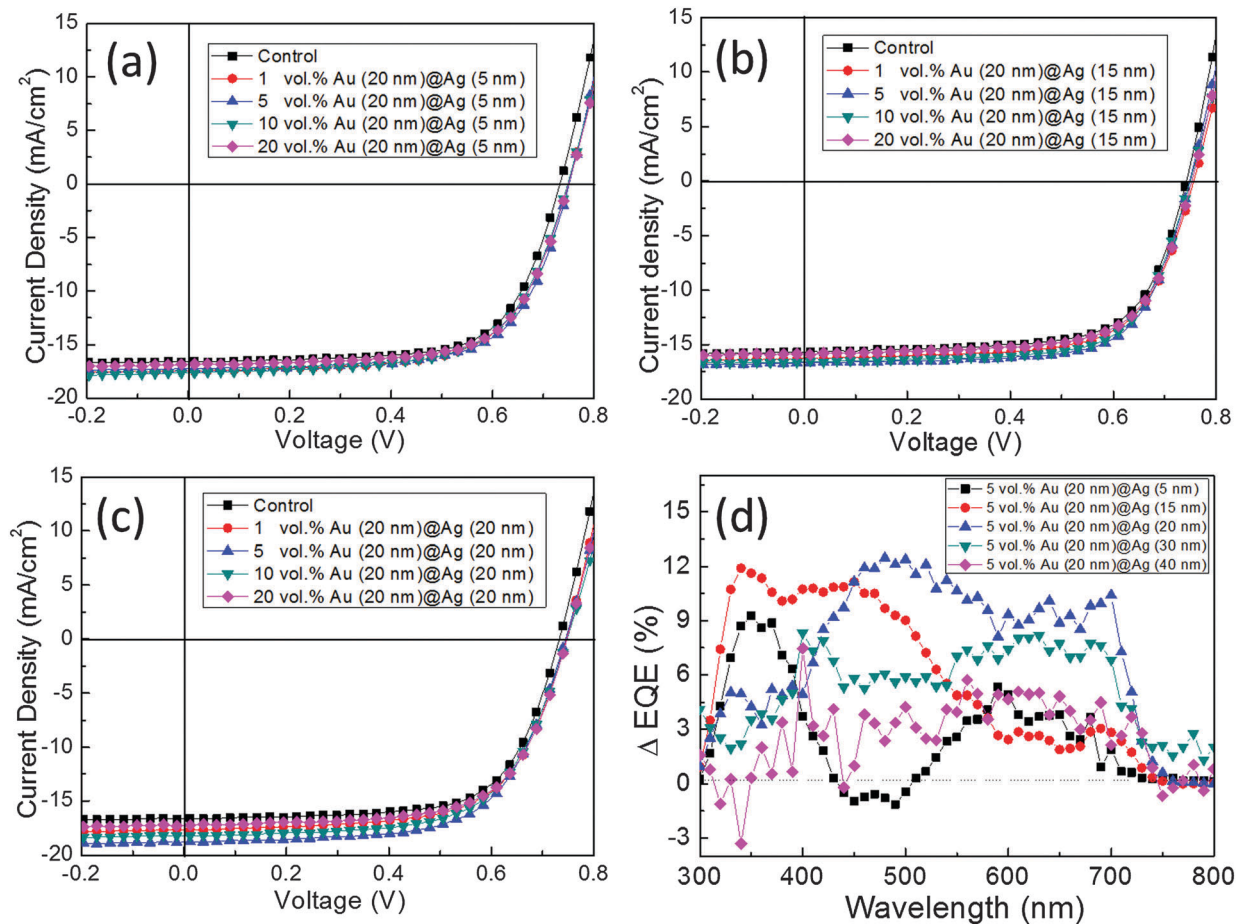 (a)
Control
1 vol.% Au (20 nm)@Ag (5 nm)
5 vol.% Au (20 nm)@Ag (5 nm)
10 vol.% Au (20 nm)@Ag (5 nm)
20 vol.% Au (20 nm)@Ag (5 nm)
Current Density (mA/cm²)
15
10
5
0
-5
-10
-15
-20
-0.2
0.0
0.2
0.4
0.6
0.8
Voltage (V)
(b)
Control
1 vol.% Au (20 nm)@Ag (15 nm)
5 vol.% Au (20 nm)@Ag (15 nm)
10 vol.% Au (20 nm)@Ag (15 nm)
20 vol.% Au (20 nm)@Ag (15 nm)
Current density (mA/cm²)
15
10
5
0
-5
-10
-15
-20
-0.2
0.0
0.2
0.4
0.6
0.8
Voltage (V)
(c)
Control
1 vol.% Au (20 nm)@Ag (20 nm)
5 vol.% Au (20 nm)@Ag (20 nm)
10 vol.% Au (20 nm)@Ag (20 nm)
20 vol.% Au (20 nm)@Ag (20 nm)
Current Density (mA/cm²)
15
10
5
0
-5
-10
-15
-20
-0.2
0.0
0.2
0.4
0.6
0.8
Voltage (V)
(d)
5 vol.% Au (20 nm)@Ag (5 nm)
5 vol.% Au (20 nm)@Ag (15 nm)
5 vol.% Au (20 nm)@Ag (20 nm)
5 vol.% Au (20 nm)@Ag (30 nm)
5 vol.% Au (20 nm)@Ag (40 nm)
Δ EQE (%)
15
12
9
6
3
0
-3
300
400
500
600
700
800
Wavelength (nm)